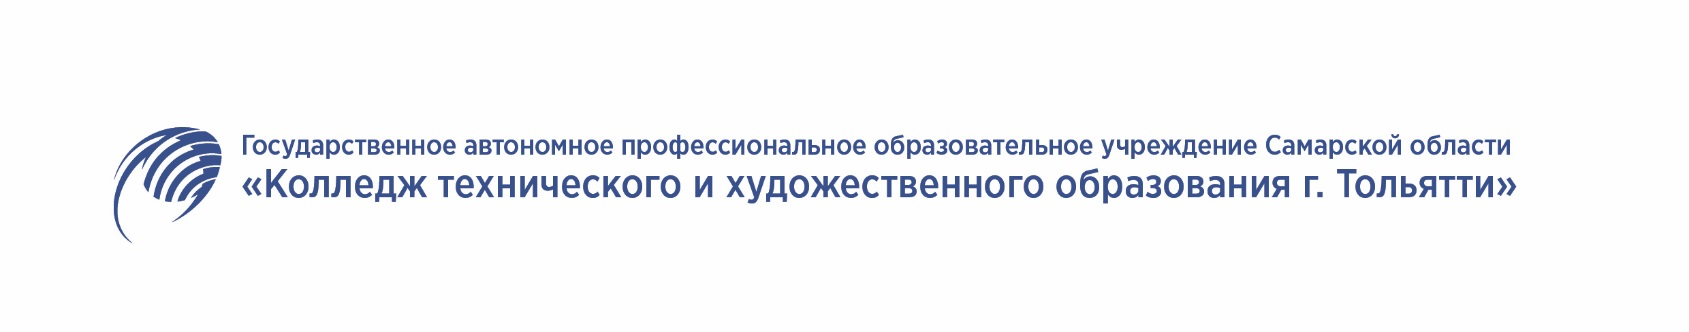 Государственное автономное профессиональное образовательное учреждение Самарской области
«Колледж технического и художественного образования г. Тольятти»